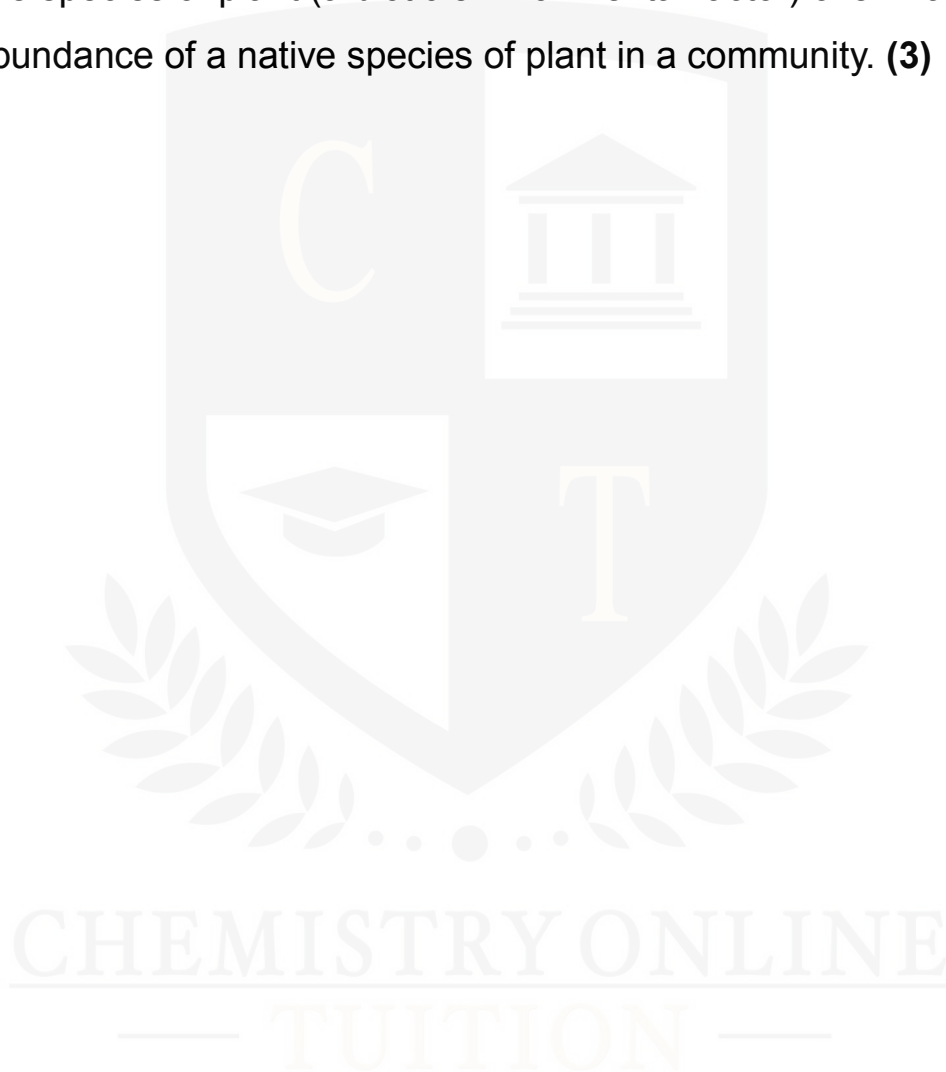 abundance of a native species of plant in a community. (3)
C
T
CHEMISTRY ONLINE
TUITION